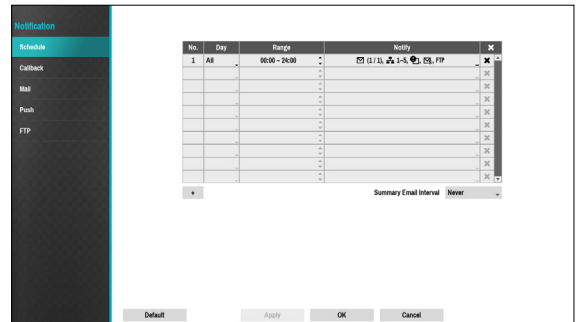 Notification
Schedule
Callback
Mail
Push
FTP
No. Day Range Notify
1 All 00:00 ~ 24:00 (1 / 1), 1~5, FTP
+ Summary Email Interval Never
Default Apply OK Cancel